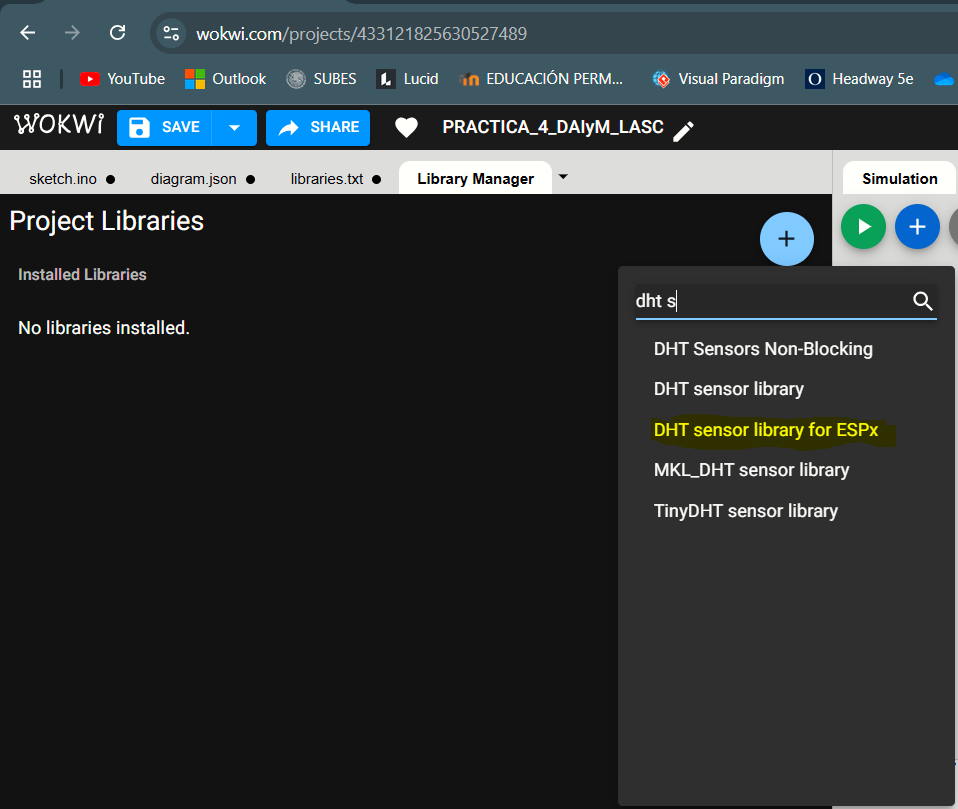 wokwi.com/projects/433121825630527489
YouTube Outlook SUBES Lucid EDUCACIÓN PERM... Visual Paradigm Headway 5e
WOKWI SAVE SHARE PRACTICA_4_DAIyM_LASC
sketch.ino diagram.json libraries.txt Library Manager Simulation
Project Libraries
Installed Libraries
No libraries installed.
dht s
DHT Sensors Non-Blocking
DHT sensor library
DHT sensor library for ESPx
MKL_DHT sensor library
TinyDHT sensor library